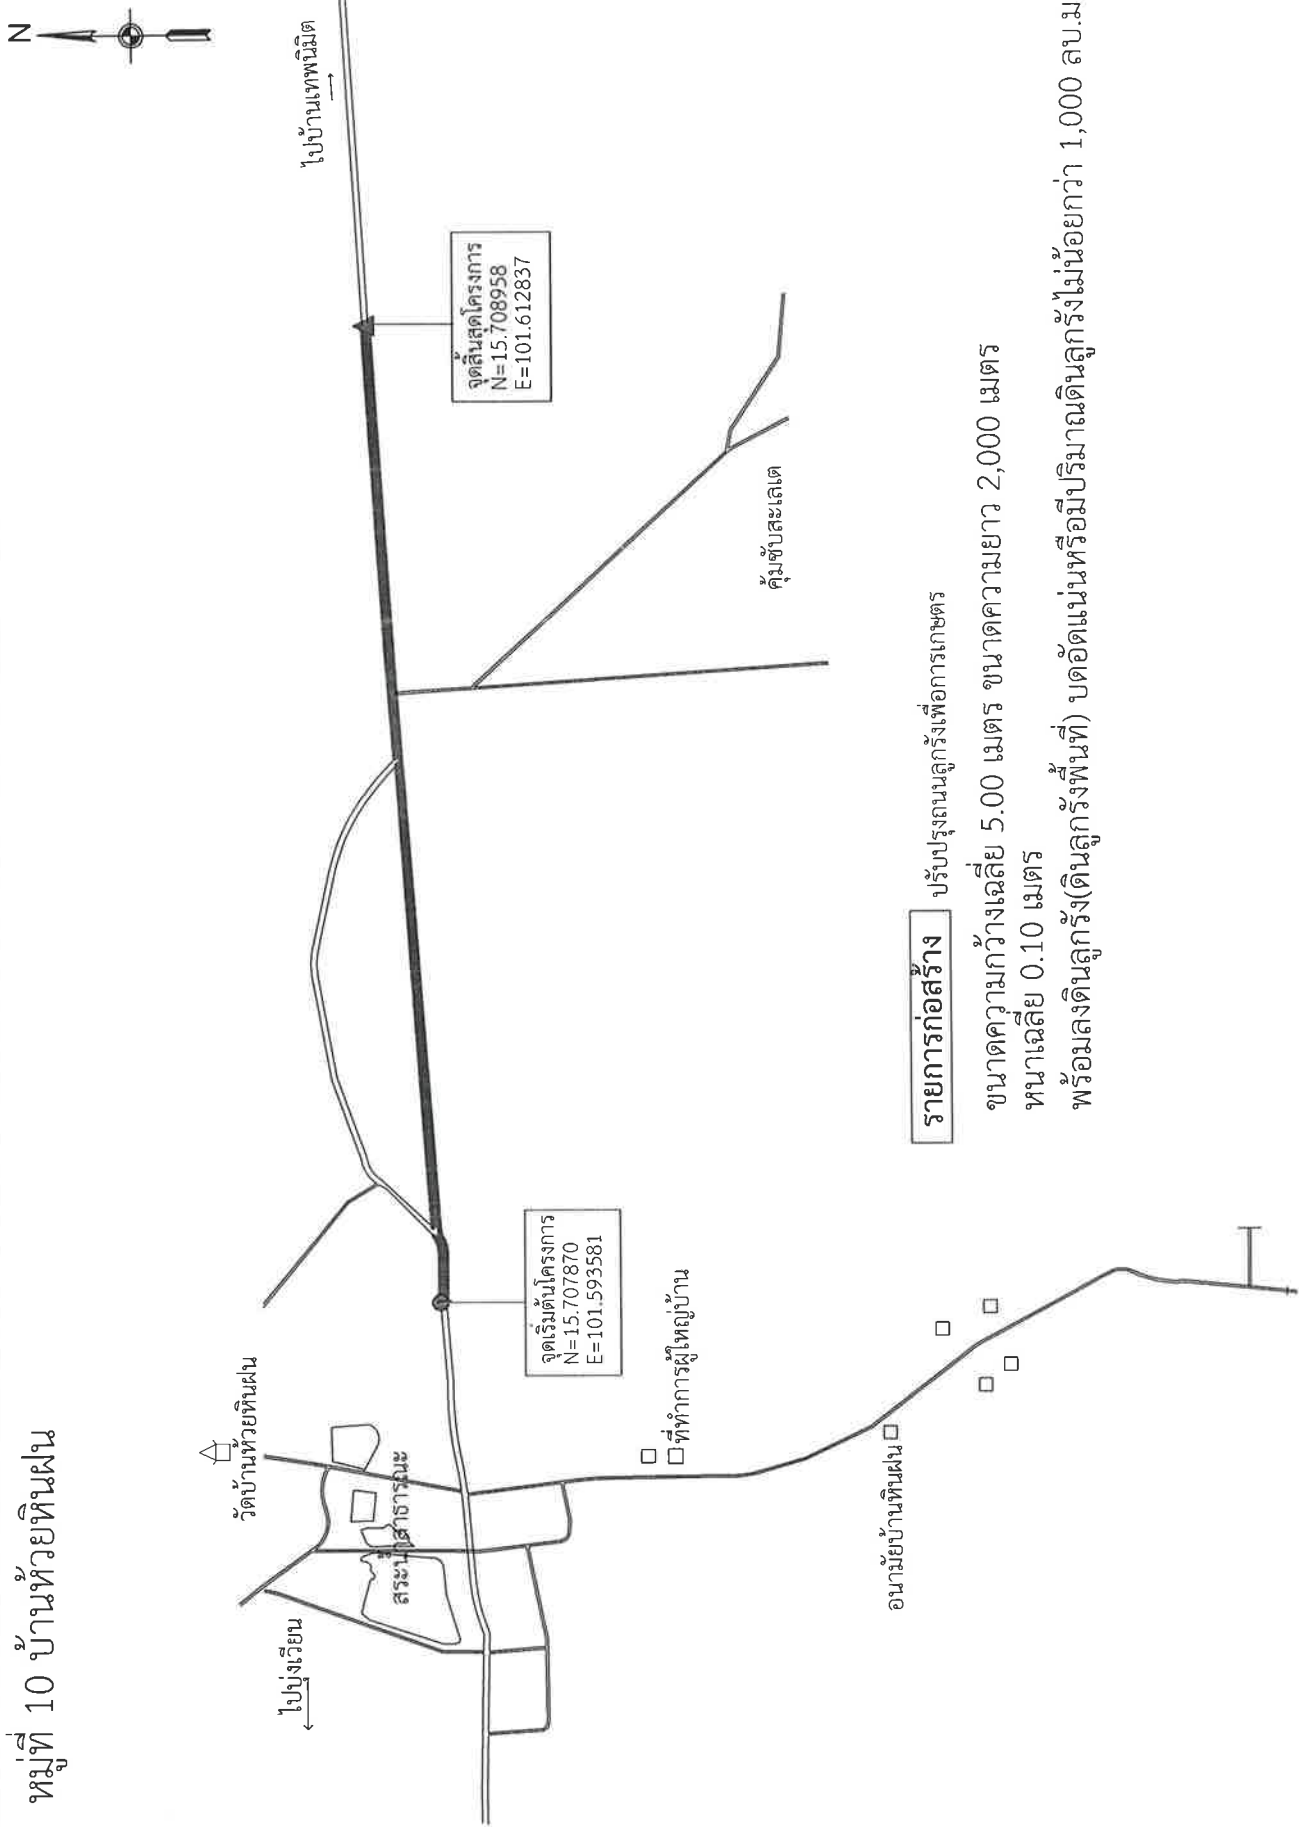 หมู่ที่ 10 บ้านห้วยหินฝน
N
ไปบ้านเทพนิมิต
วัดบ้านห้วยหินฝน
ไปบุ่งเวียน
สระน้ำสาธารณะ
จุดสิ้นสุดโครงการ
N=15.708958
E=101.612837
จุดเริ่มต้นโครงการ
N=15.707870
E=101.593581
ที่ทำการผู้ใหญ่บ้าน
คุ้มซับสะเลเต
อนามัยบ้านหินฝน
รายการก่อสร้าง ปรับปรุงถนนลูกรังเพื่อการเกษตร
ขนาดความกว้างเฉลี่ย 5.00 เมตร ขนาดความยาว 2,000 เมตร
หนาเฉลี่ย 0.10 เมตร
พร้อมลงดินลูกรัง(ดินลูกรังพื้นที่) บดอัดแน่นหรือมีปริมาณดินลูกรังไม่น้อยกว่า 1,000 ลบ.ม